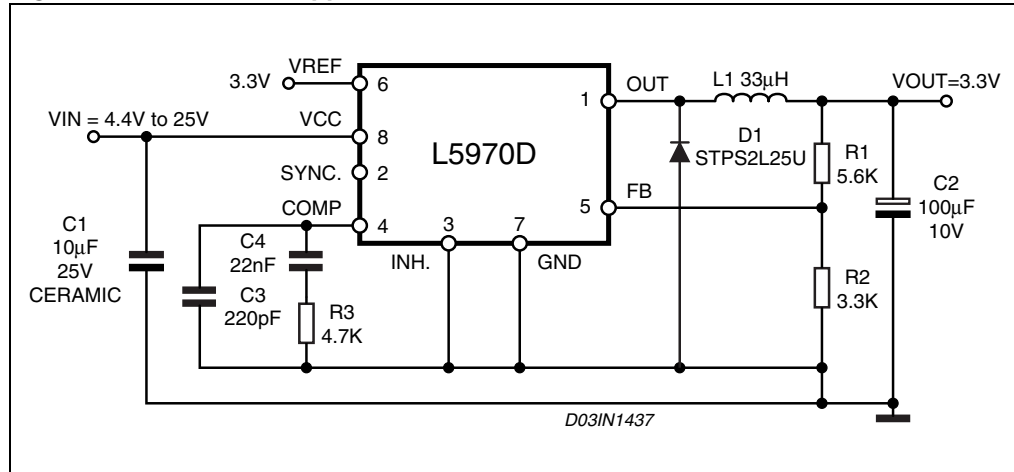 VREF
3.3V
6
1
OUT
L1 33μH
VOUT=3.3V
VIN = 4.4V to 25V
VCC
8
L5970D
D1
STPS2L25U
SYNC.
2
R1
5.6K
COMP
4
5
FB
C2
100μF
10V
C1
10μF
25V
CERAMIC
C4
22nF
C3
220pF
R3
4.7K
3
INH.
7
GND
R2
3.3K
D03IN1437